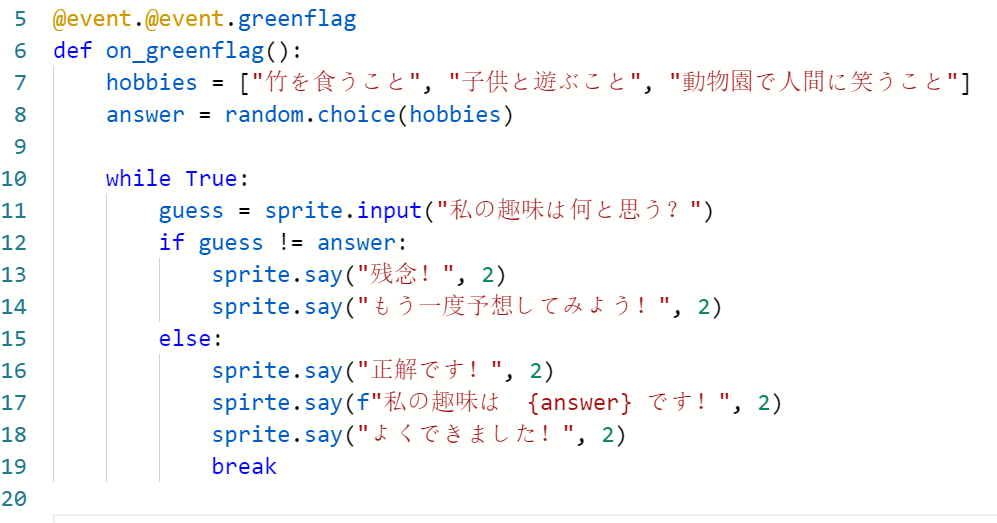 5 @event.@event.greenflag
6 def on_greenflag():
7     hobbies = ["竹を食うこと", "子供と遊ぶこと", "動物園で人間に笑うこと"]
8     answer = random.choice(hobbies)
9
10     while True:
11         guess = sprite.input("私の趣味は何と思う？")
12         if guess != answer:
13             sprite.say("残念！", 2)
14             sprite.say("もう一度予想してみよう！", 2)
15         else:
16             sprite.say("正解です！", 2)
17             spirte.say(f"私の趣味は　{answer} です！", 2)
18             sprite.say("よくできました！", 2)
19             break
20